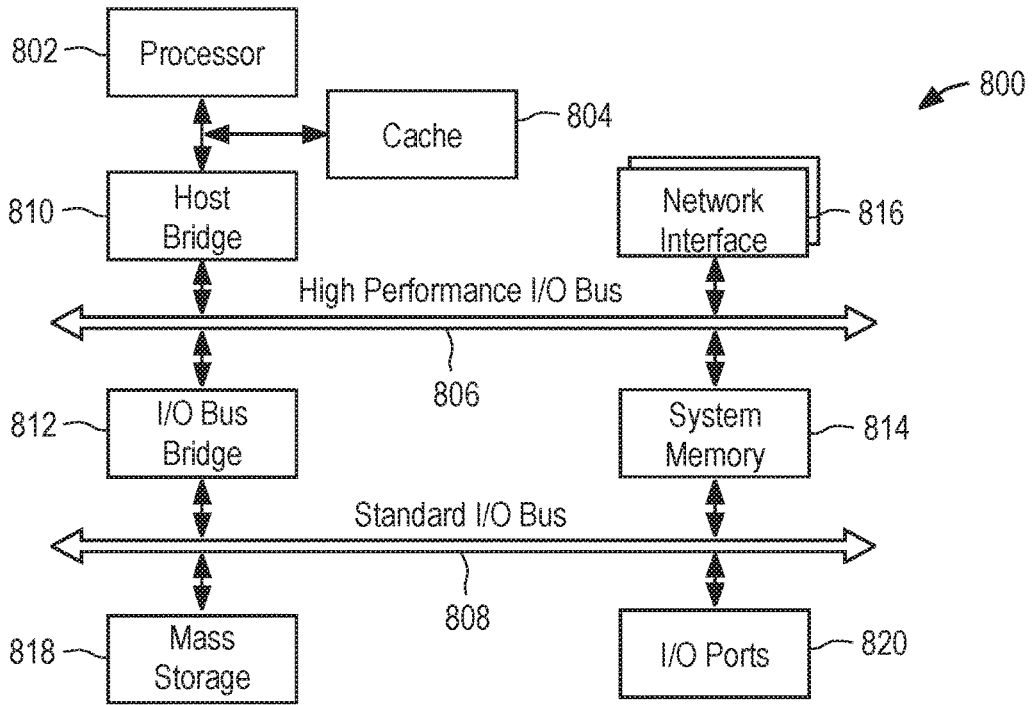 802
Processor
800
Cache
804
810
Host
Bridge
Network
Interface
816
High Performance I/O Bus
806
812
I/O Bus
Bridge
System
Memory
814
Standard I/O Bus
808
818
Mass
Storage
I/O Ports
820